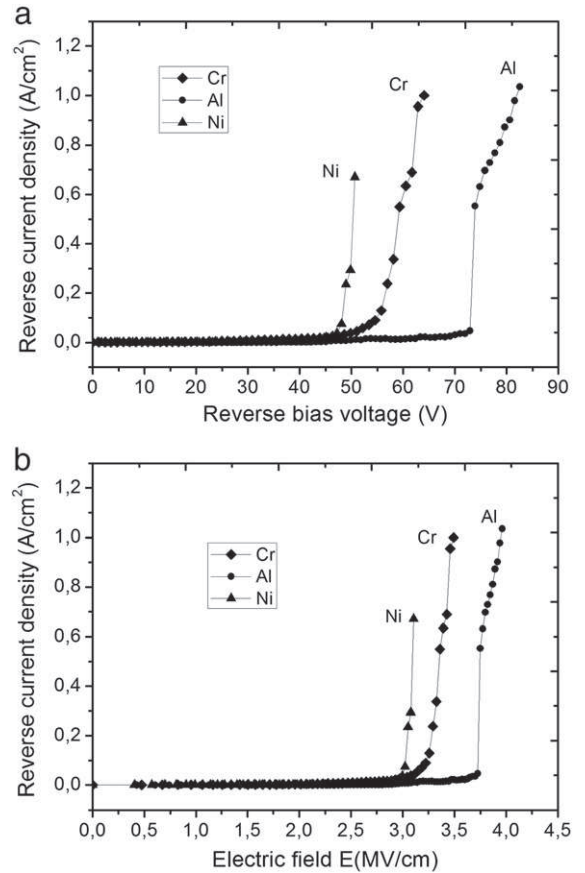 a
Reverse current density (A/cm²)
1,2
1,0
0,8
0,6
0,4
0,2
0,0
Cr
Al
Ni
Ni
Cr
Al
0 10 20 30 40 50 60 70 80 90
Reverse bias voltage (V)
b
Reverse current density (A/cm²)
1,2
1,0
0,8
0,6
0,4
0,2
0,0
Cr
Al
Ni
Ni
Cr
Al
0,0 0,5 1,0 1,5 2,0 2,5 3,0 3,5 4,0 4,5
Electric field E(MV/cm)